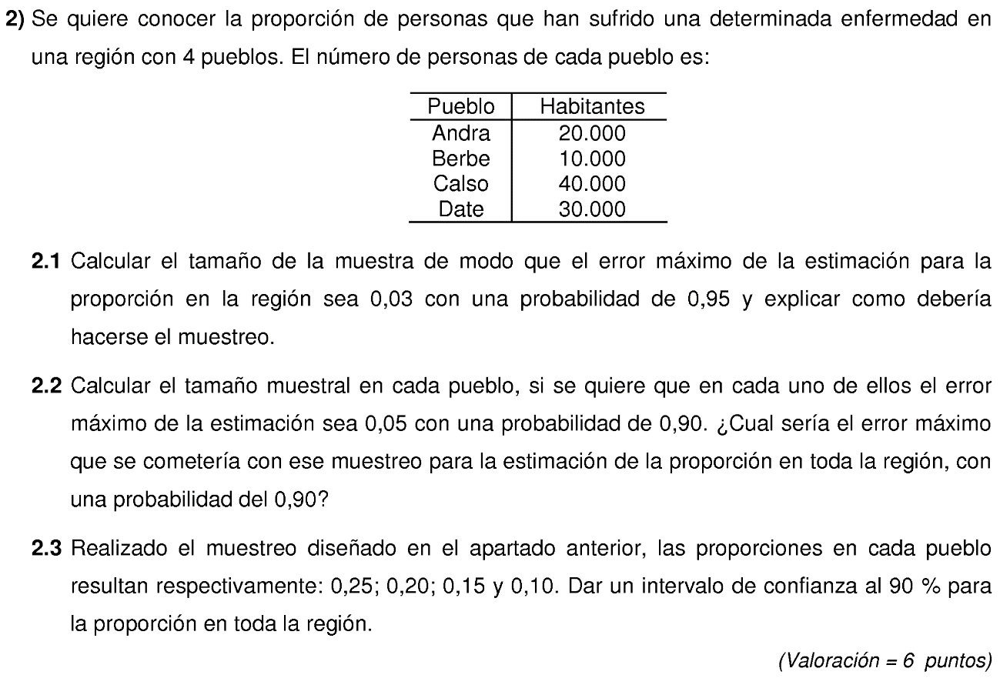 2) Se quiere conocer la proporción de personas que han sufrido una determinada enfermedad en
una región con 4 pueblos. El número de personas de cada pueblo es:
Pueblo Habitantes
Andra 20.000
Berbe 10.000
Calso 40.000
Date 30.000
2.1 Calcular el tamaño de la muestra de modo que el error máximo de la estimación para la
proporción en la región sea 0,03 con una probabilidad de 0,95 y explicar como debería
hacerse el muestreo.
2.2 Calcular el tamaño muestral en cada pueblo, si se quiere que en cada uno de ellos el error
máximo de la estimación sea 0,05 con una probabilidad de 0,90. ¿Cual sería el error máximo
que se cometería con ese muestreo para la estimación de la proporción en toda la región, con
una probabilidad del 0,90?
2.3 Realizado el muestreo diseñado en el apartado anterior, las proporciones en cada pueblo
resultan respectivamente: 0,25; 0,20; 0,15 y 0,10. Dar un intervalo de confianza al 90 % para
la proporción en toda la región.
(Valoración = 6 puntos)